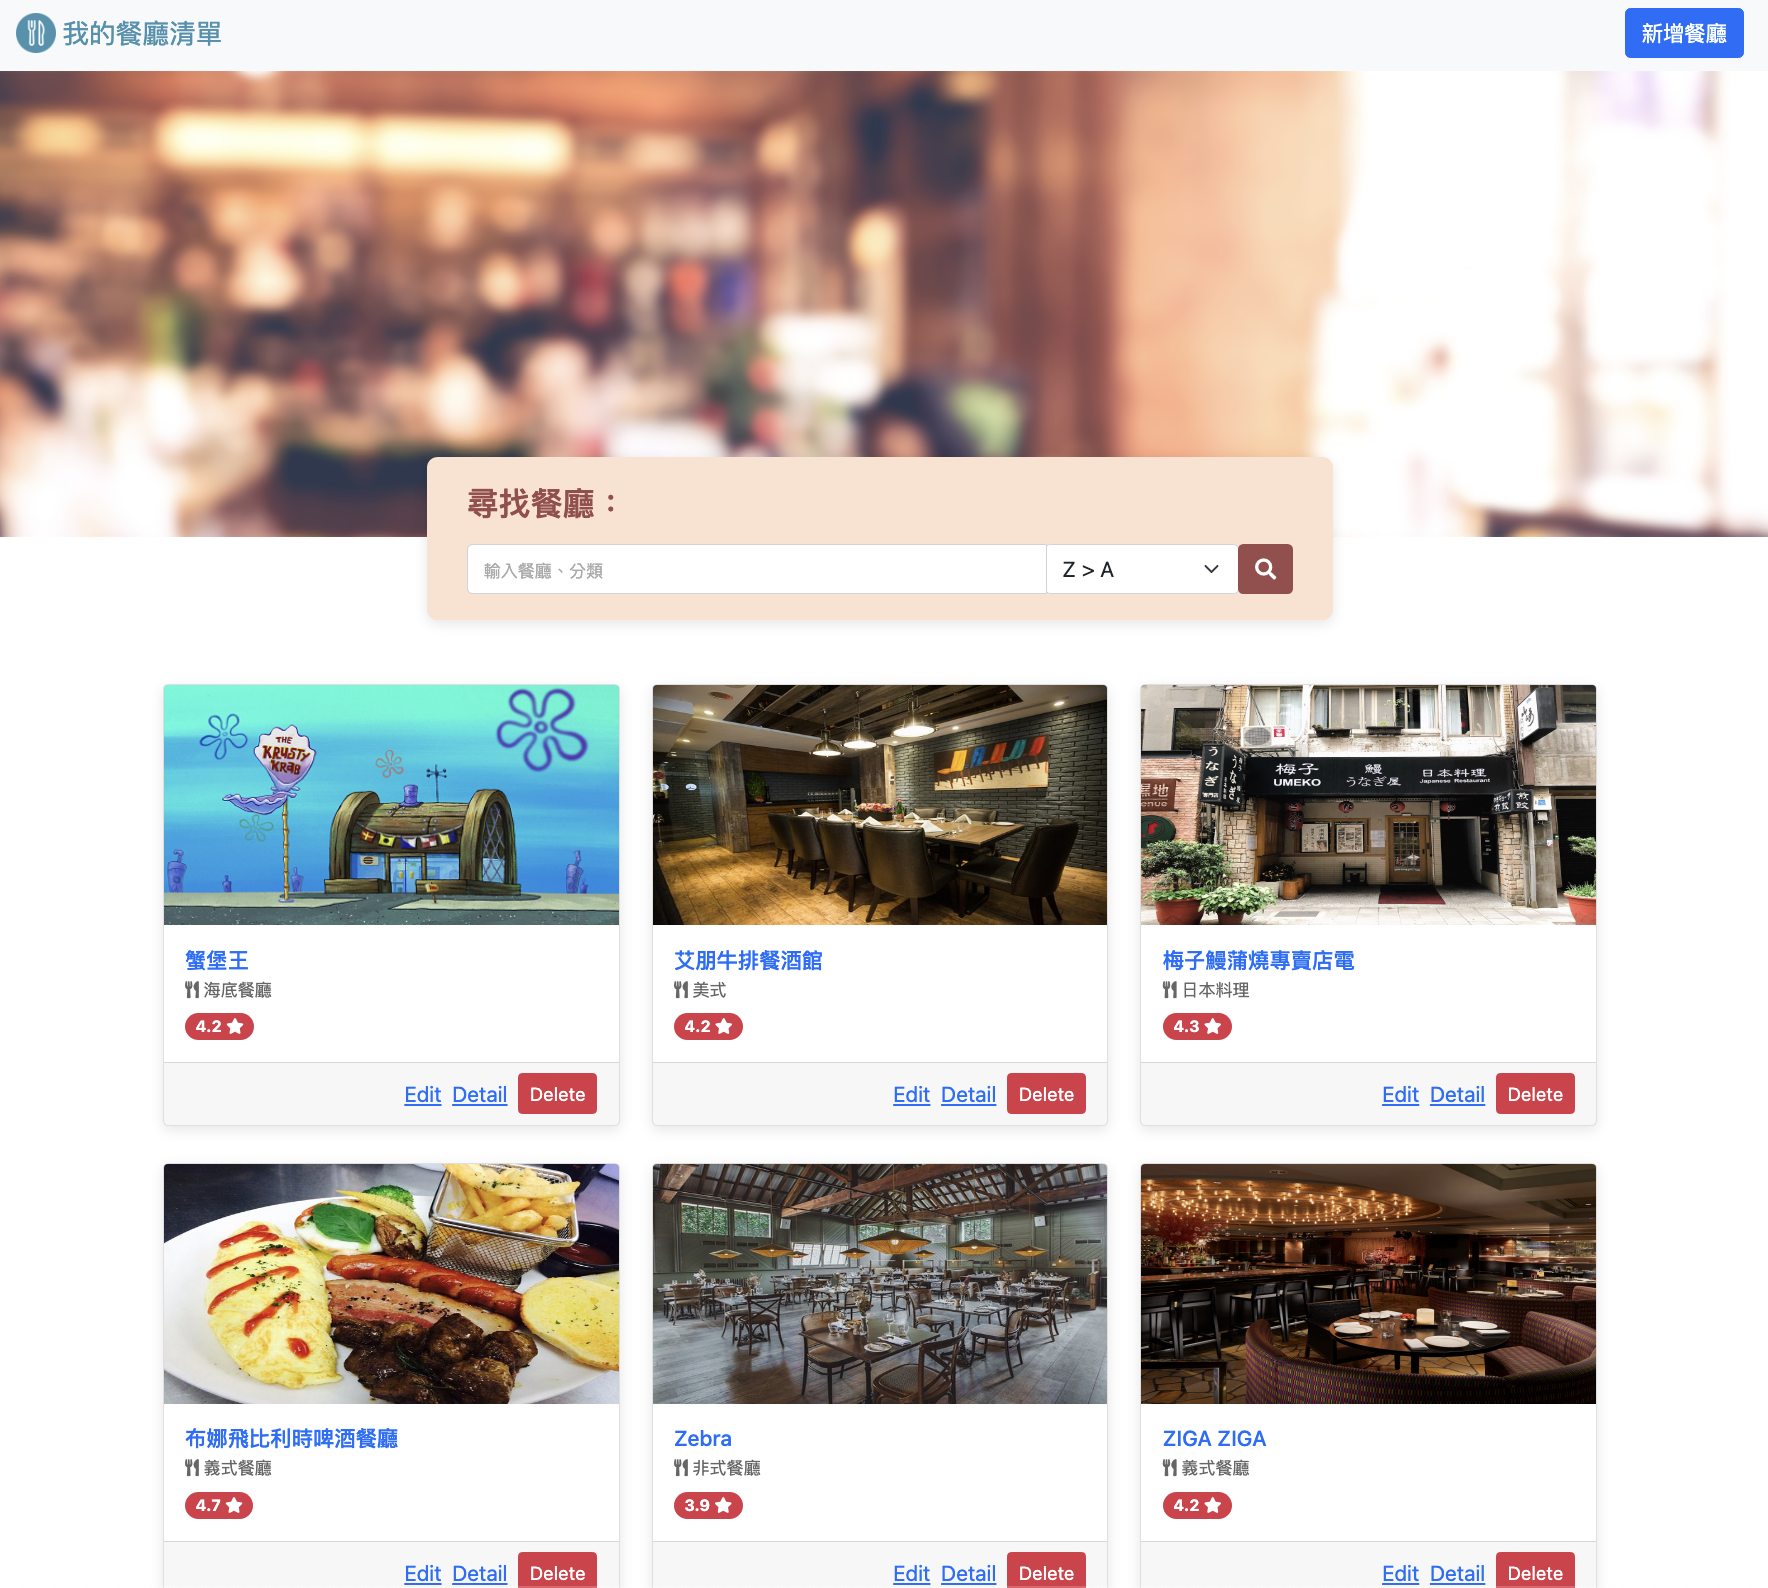 我的餐廳清單
新增餐廳
尋找餐廳：
輸入餐廳、分類
Z > A
THE
KRUSTY
KRAB
梅子 鰻 日本料理
UMEKO うなぎ屋 Japanese Restaurant
うなぎ
蟹堡王
海底餐廳
4.2
Edit Detail Delete
艾朋牛排餐酒館
美式
4.2
Edit Detail Delete
梅子鰻蒲燒專賣店電
日本料理
4.3
Edit Detail Delete
布娜飛比利時啤酒餐廳
義式餐廳
4.7
Edit Detail Delete
Zebra
非式餐廳
3.9
Edit Detail Delete
ZIGA ZIGA
義式餐廳
4.2
Edit Detail Delete